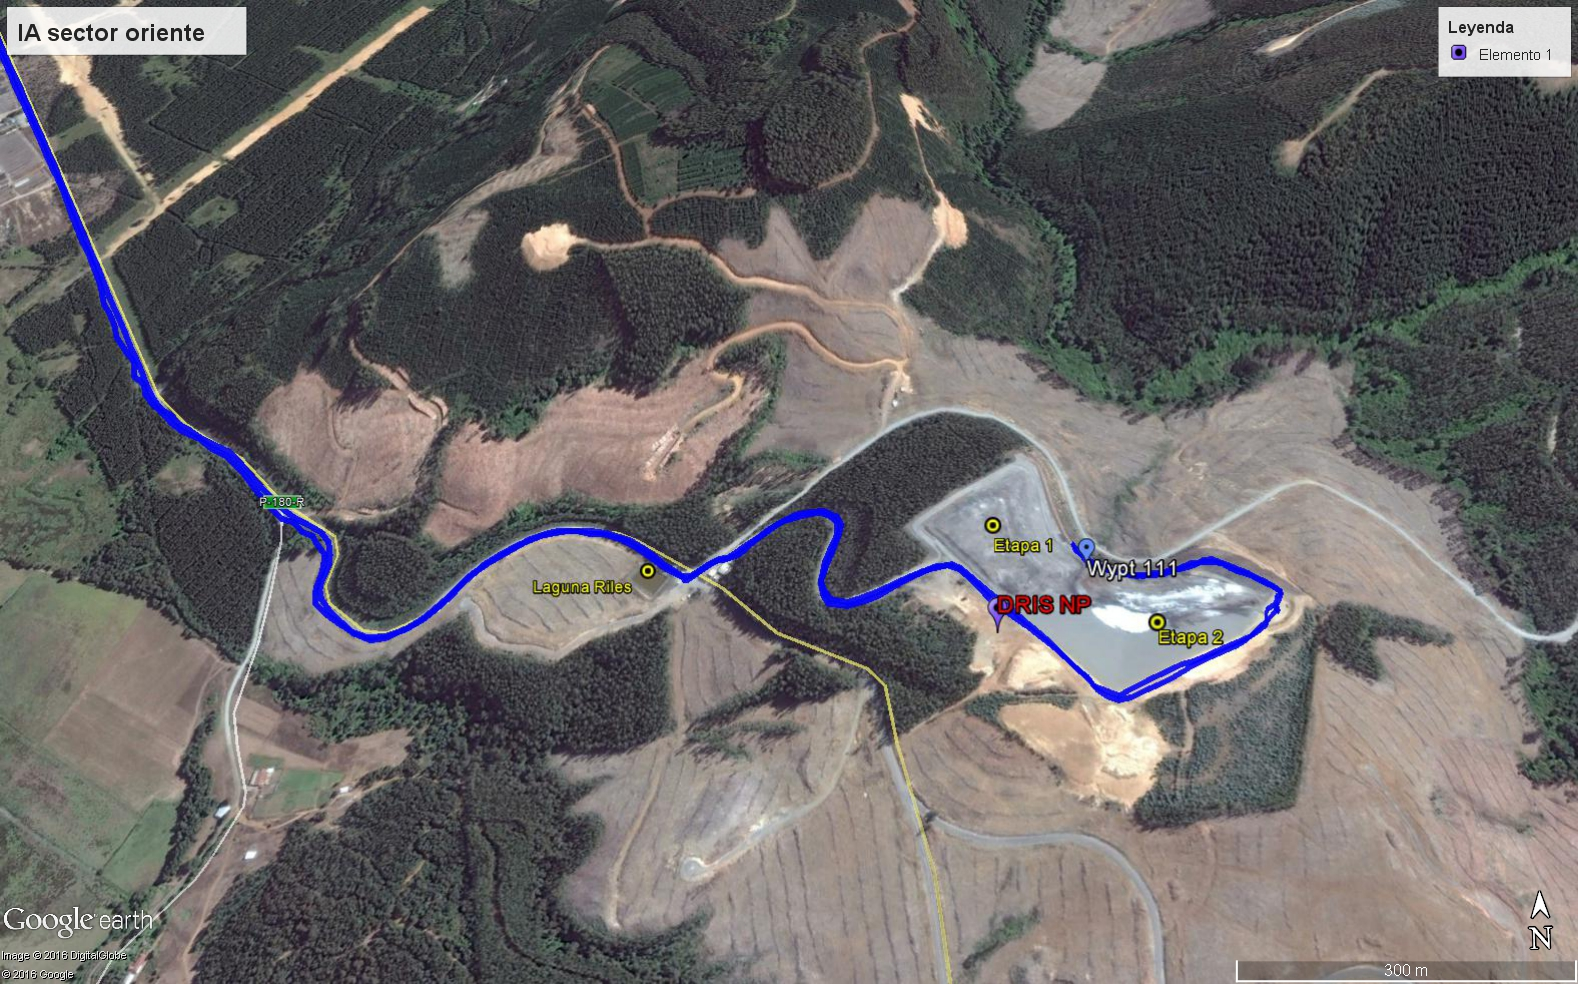 IA sector oriente
Leyenda
Elemento 1
P-180-R
Etapa 1
Wypt 111
Laguna Riles
DRIS NP
Etapa 2
Google earth
Image © 2016 DigitalGlobe
© 2016 Google
N
300 m